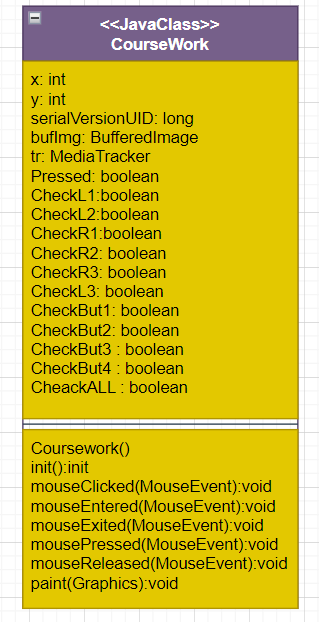 <<JavaClass>>
CourseWork
x: int
y: int
serialVersionUID: long
bufImg: BufferedImage
tr: MediaTracker
Pressed: boolean
CheckL1:boolean
CheckL2:boolean
CheckR1:boolean
CheckR2: boolean
CheckR3: boolean
CheckL3: boolean
CheckBut1: boolean
CheckBut2: boolean
CheckBut3 : boolean
CheckBut4 : boolean
CheackALL : boolean
Coursework()
init():init
mouseClicked(MouseEvent):void
mouseEntered(MouseEvent):void
mouseExited(MouseEvent):void
mousePressed(MouseEvent):void
mouseReleased(MouseEvent):void
paint(Graphics):void